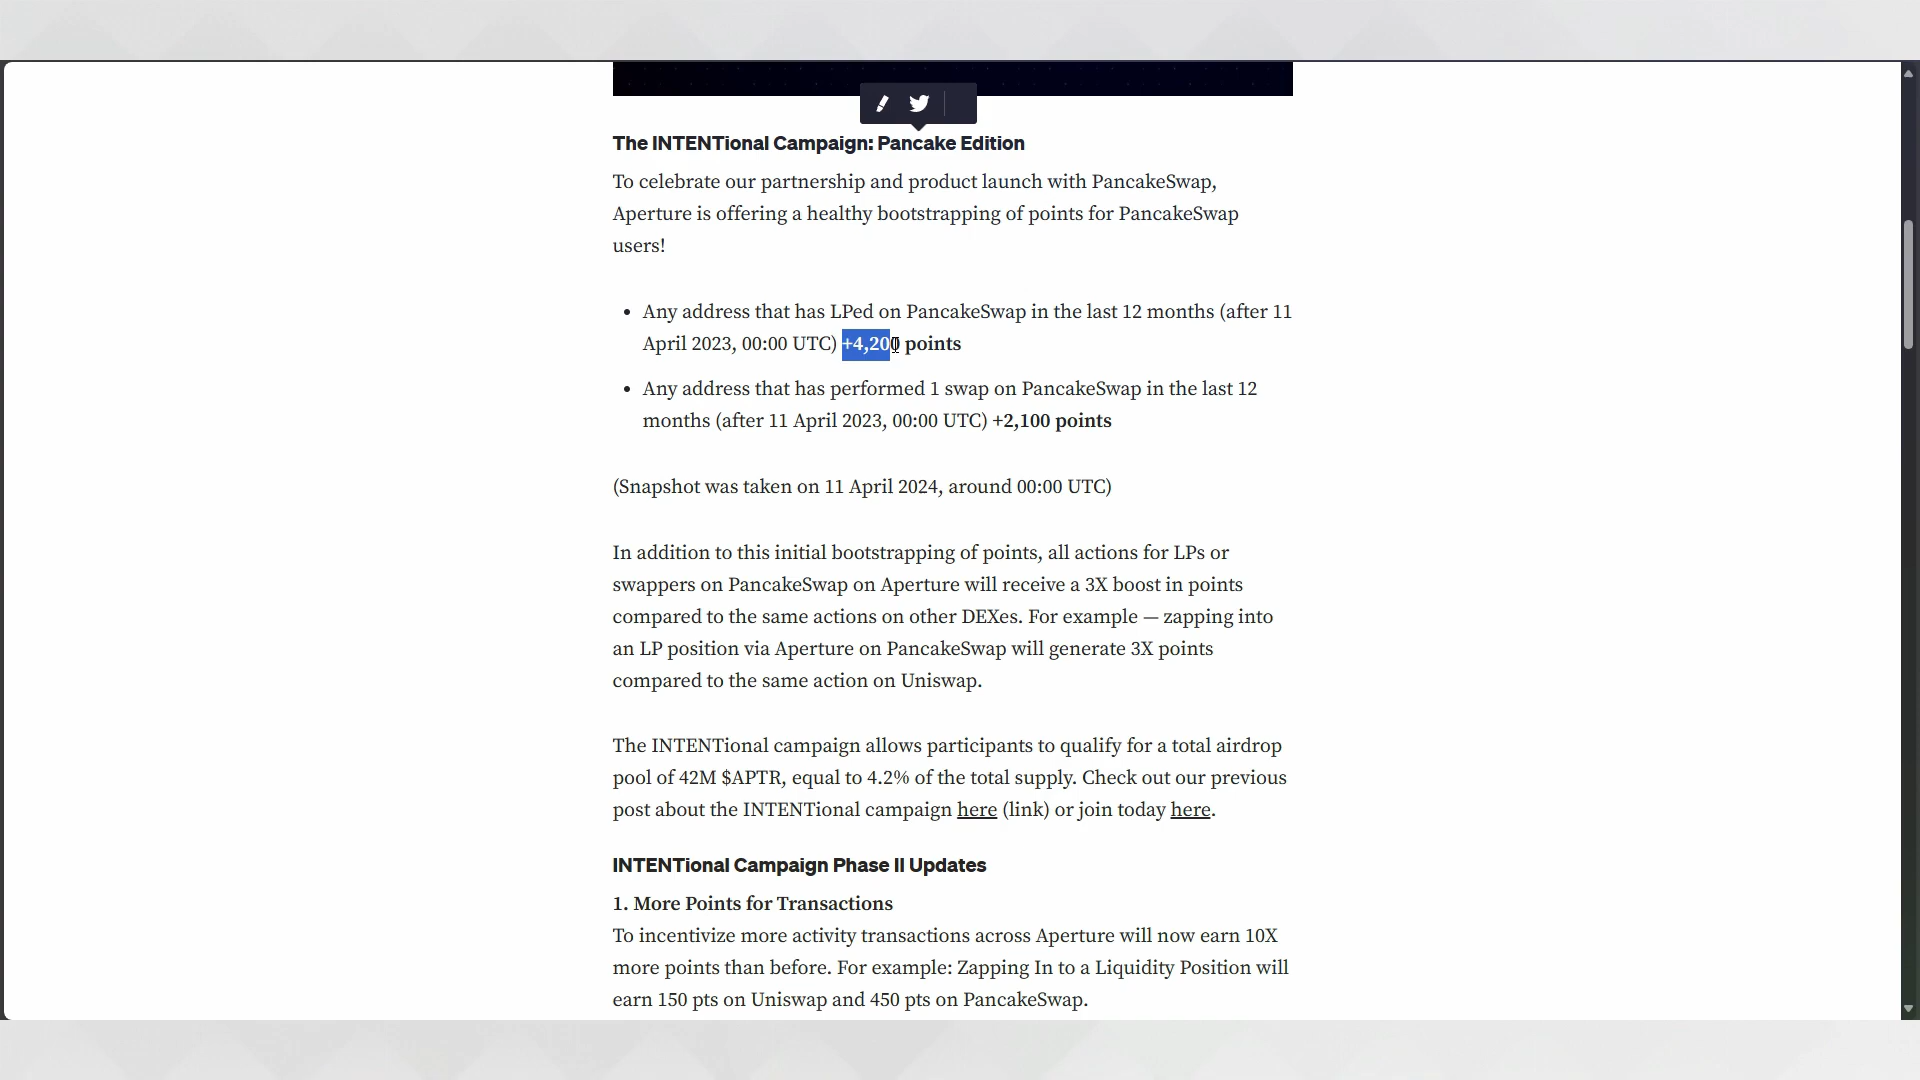 The INTENTional Campaign: Pancake Edition
To celebrate our partnership and product launch with PancakeSwap,
Aperture is offering a healthy bootstrapping of points for PancakeSwap
users!
• Any address that has LPed on PancakeSwap in the last 12 months (after 11
April 2023, 00:00 UTC) +4,200 points
• Any address that has performed 1 swap on PancakeSwap in the last 12
months (after 11 April 2023, 00:00 UTC) +2,100 points
(Snapshot was taken on 11 April 2024, around 00:00 UTC)
In addition to this initial bootstrapping of points, all actions for LPs or
swappers on PancakeSwap on Aperture will receive a 3X boost in points
compared to the same actions on other DEXes. For example — zapping into
an LP position via Aperture on PancakeSwap will generate 3X points
compared to the same action on Uniswap.
The INTENTional campaign allows participants to qualify for a total airdrop
pool of 42M $APTR, equal to 4.2% of the total supply. Check out our previous
post about the INTENTional campaign here (link) or join today here.
INTENTional Campaign Phase II Updates
1. More Points for Transactions
To incentivize more activity transactions across Aperture will now earn 10X
more points than before. For example: Zapping In to a Liquidity Position will
earn 150 pts on Uniswap and 450 pts on PancakeSwap.